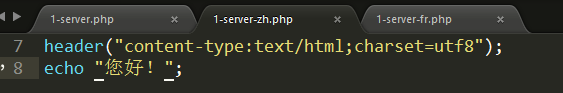 1-server.php × 1-server-zh.php × 1-server-fr.php ×
7 header("content-type:text/html;charset=utf8");
8 echo "您好！";